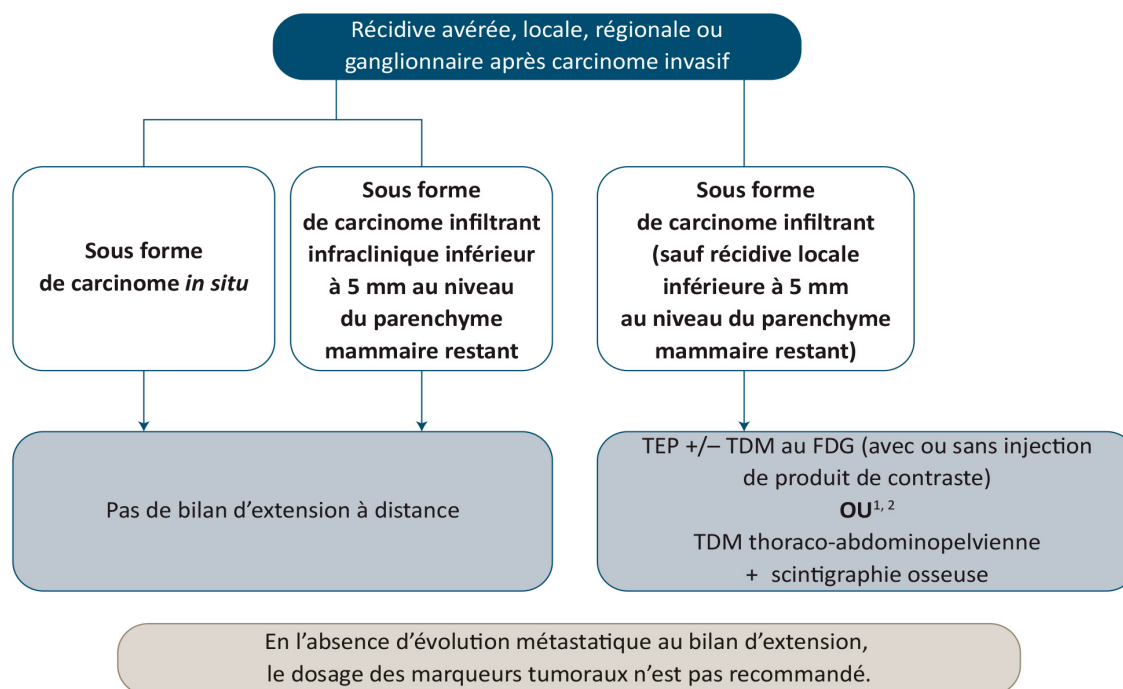 Récidive avérée, locale, régionale ou
ganglionnaire après carcinome invasif
Sous forme
de carcinome in situ
Sous forme
de carcinome infiltrant
infraclinique inférieur
à 5 mm au niveau
du parenchyme
mammaire restant
Sous forme
de carcinome infiltrant
(sauf récidive locale
inférieure à 5 mm
au niveau du parenchyme
mammaire restant)
Pas de bilan d’extension à distance
TEP +/– TDM au FDG (avec ou sans injection
de produit de contraste)
OU1, 2
TDM thoraco-abdominopelvienne
+ scintigraphie osseuse
En l’absence d’évolution métastatique au bilan d’extension,
le dosage des marqueurs tumoraux n’est pas recommandé.